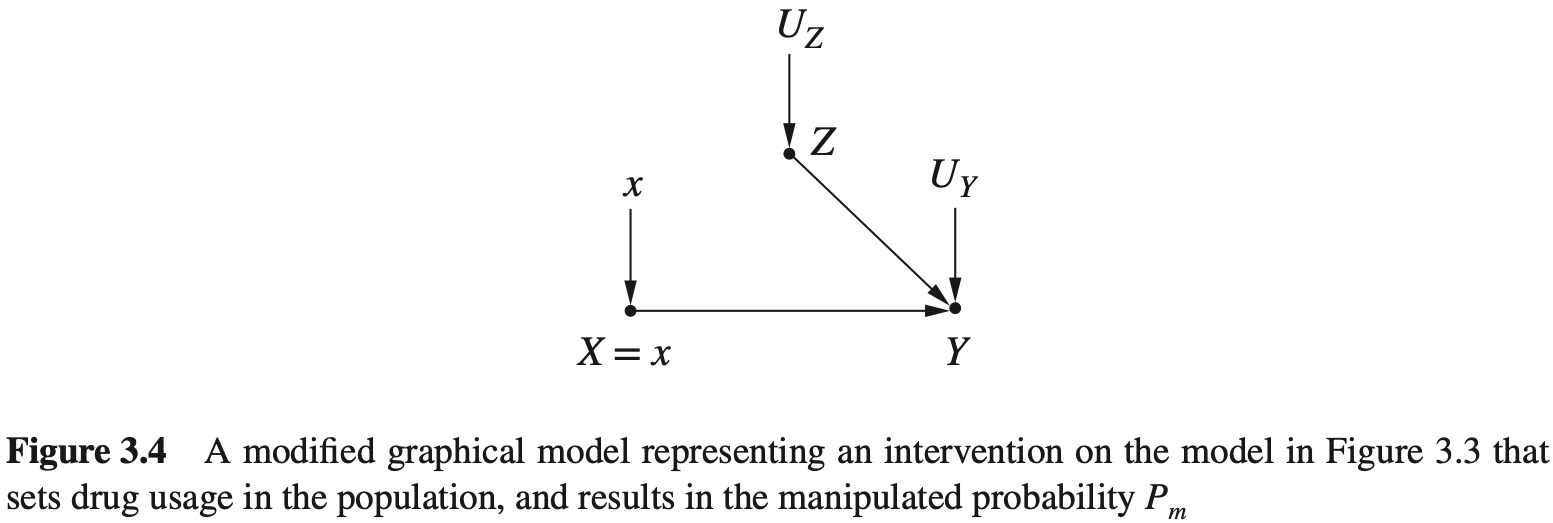 U_Z
Z
x
U_Y
X = x
Y
Figure 3.4 A modified graphical model representing an intervention on the model in Figure 3.3 that
sets drug usage in the population, and results in the manipulated probability P_m